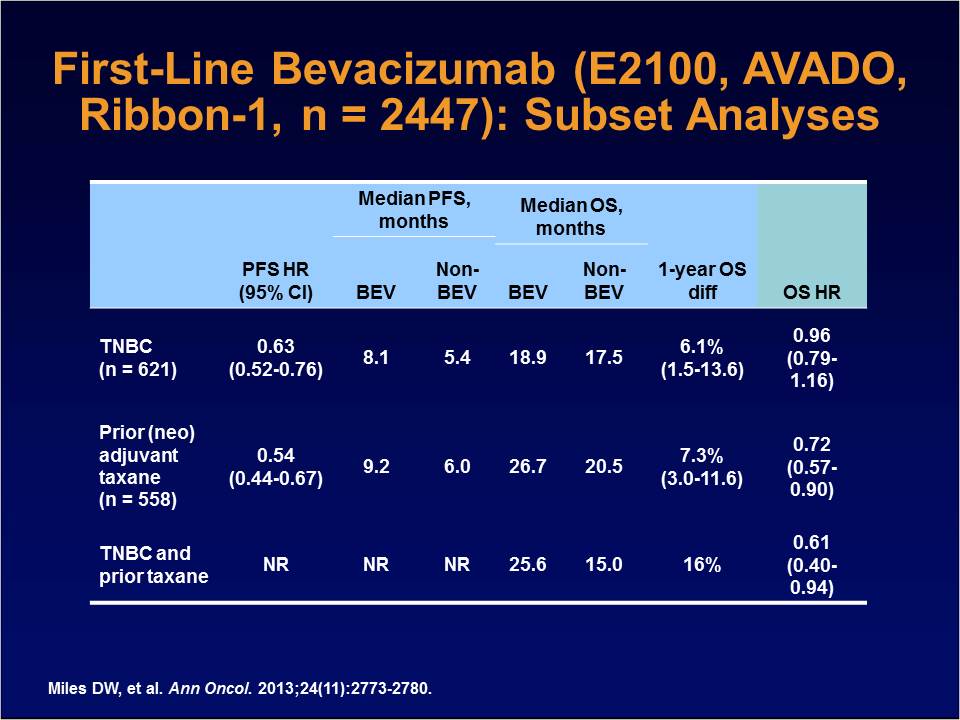 First-Line Bevacizumab (E2100, AVADO,
Ribbon-1, n = 2447): Subset Analyses
Median PFS,
months
Median OS,
months
PFS HR
(95% CI)
BEV
Non-
BEV
BEV
Non-
BEV
1-year OS
diff
OS HR
TNBC
(n = 621)
0.63
(0.52-0.76)
8.1
5.4
18.9
17.5
6.1%
(1.5-13.6)
0.96
(0.79-
1.16)
Prior (neo)
adjuvant
taxane
(n = 558)
0.54
(0.44-0.67)
9.2
6.0
26.7
20.5
7.3%
(3.0-11.6)
0.72
(0.57-
0.90)
TNBC and
prior taxane
NR
NR
NR
25.6
15.0
16%
0.61
(0.40-
0.94)
Miles DW, et al. Ann Oncol. 2013;24(11):2773-2780.